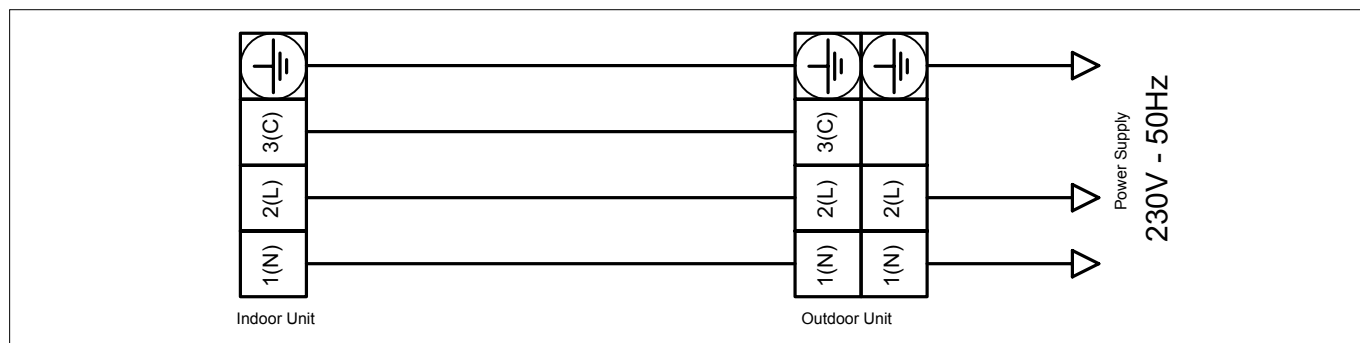 3(C)
3(C)
2(L)
2(L)
2(L)
1(N)
1(N)
1(N)
Power Supply
230V - 50Hz
Indoor Unit
Outdoor Unit